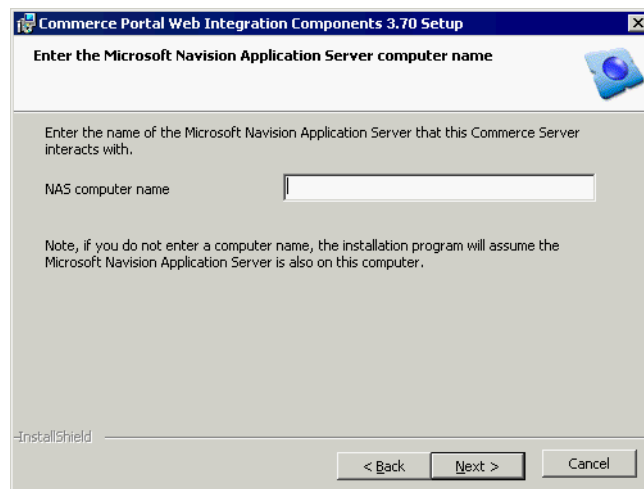 Commerce Portal Web Integration Components 3.70 Setup
Enter the Microsoft Navision Application Server computer name
Enter the name of the Microsoft Navision Application Server that this Commerce Server
interacts with.
NAS computer name
Note, if you do not enter a computer name, the installation program will assume the
Microsoft Navision Application Server is also on this computer.
InstallShield
< Back Next > Cancel